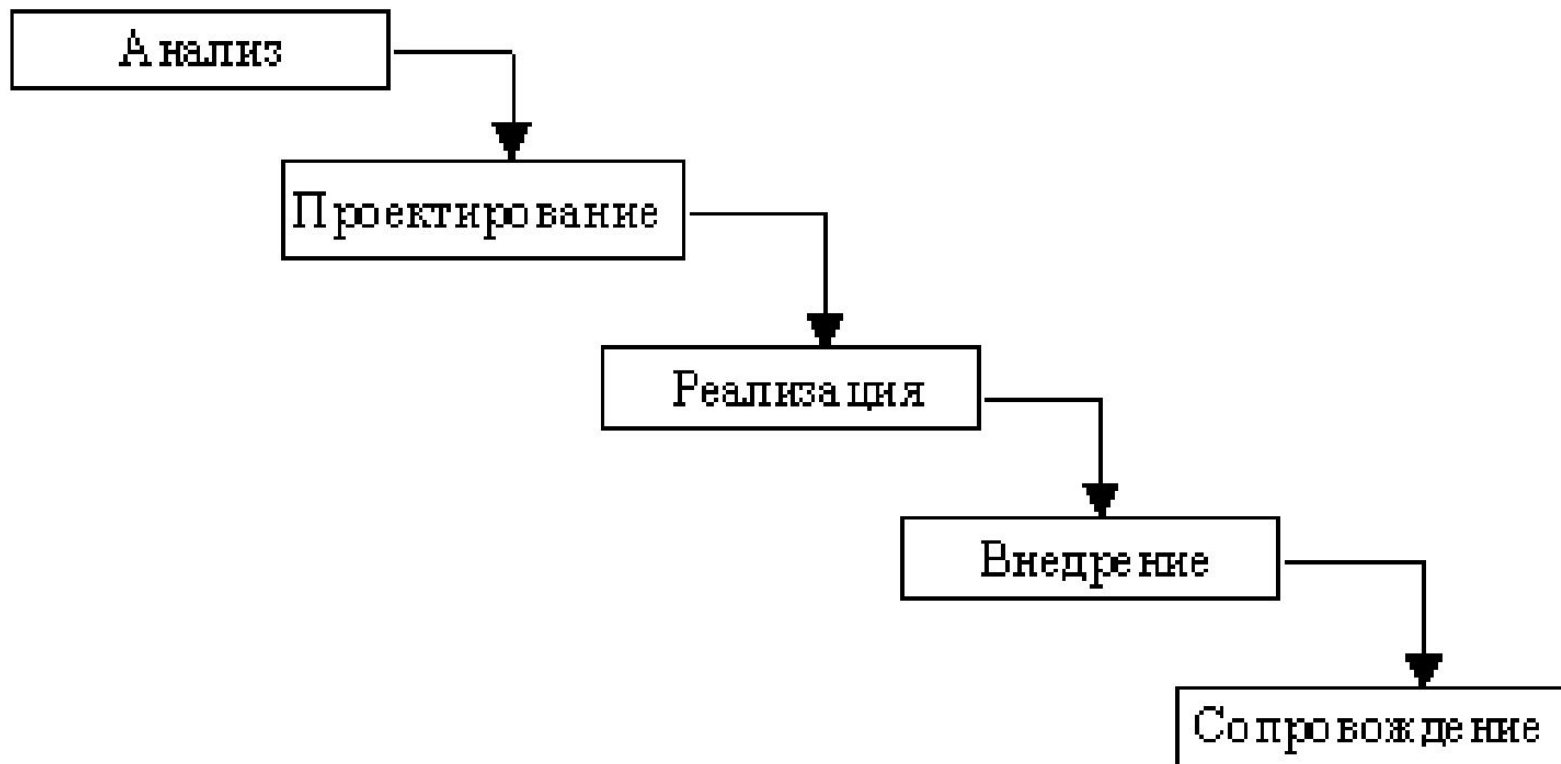 Анализ
Проектирование
Реализация
Внедрение
Сопровождение